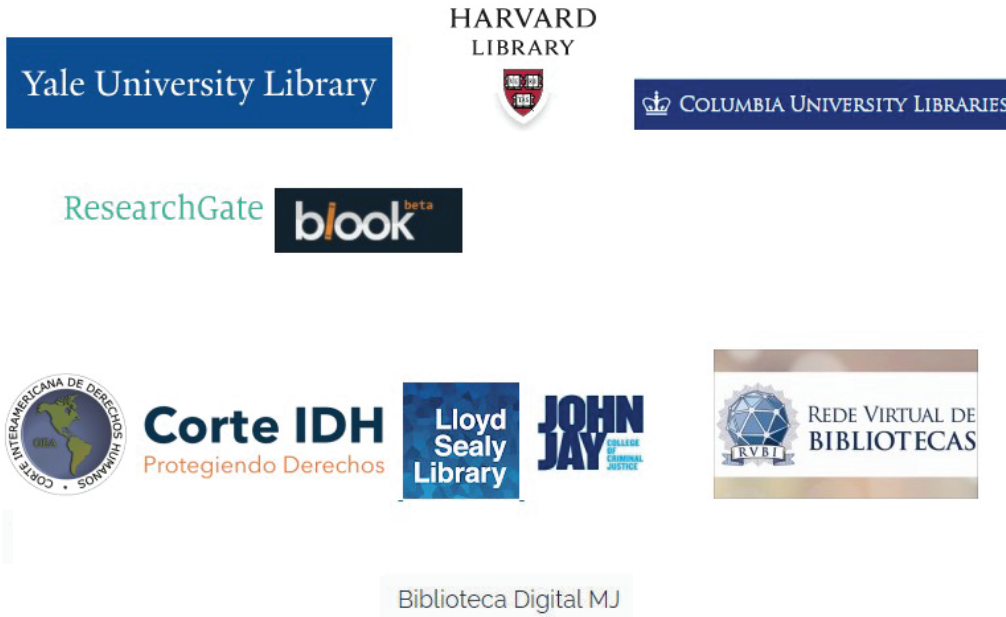 HARVARD
LIBRARY
Yale University Library
COLUMBIA UNIVERSITY LIBRARIES
ResearchGate
blook beta
CORTE INTERAMERICANA DE DERECHOS HUMANOS
OEA
Corte IDH
Protegiendo Derechos
Lloyd
Sealy
Library
JOHN
JAY
COLLEGE
OF
CRIMINAL
JUSTICE
RVBI
REDE VIRTUAL DE
BIBLIOTECAS
Biblioteca Digital MJ